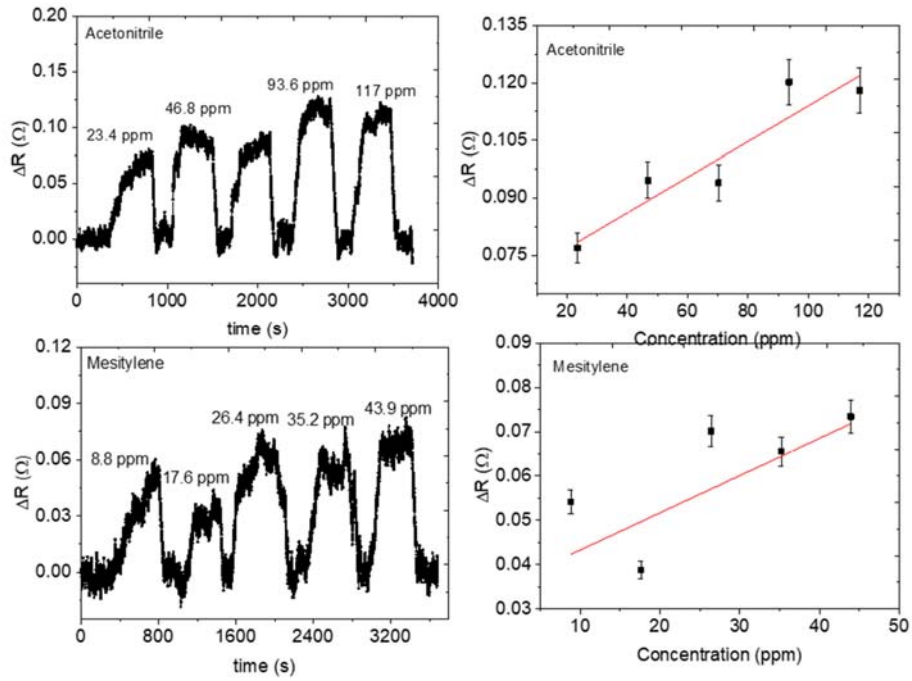 Acetonitrile
23.4 ppm
46.8 ppm
93.6 ppm
117 ppm
ΔR (Ω)
0.20
0.15
0.10
0.05
0.00
0 1000 2000 3000 4000
time (s)
Acetonitrile
ΔR (Ω)
0.135
0.120
0.105
0.090
0.075
20 40 60 80 100 120
Concentration (ppm)
Mesitylene
8.8 ppm
17.6 ppm
26.4 ppm
35.2 ppm
43.9 ppm
ΔR (Ω)
0.12
0.09
0.06
0.03
0.00
0 800 1600 2400 3200
time (s)
Mesitylene
ΔR (Ω)
0.09
0.08
0.07
0.06
0.05
0.04
0.03
10 20 30 40 50
Concentration (ppm)